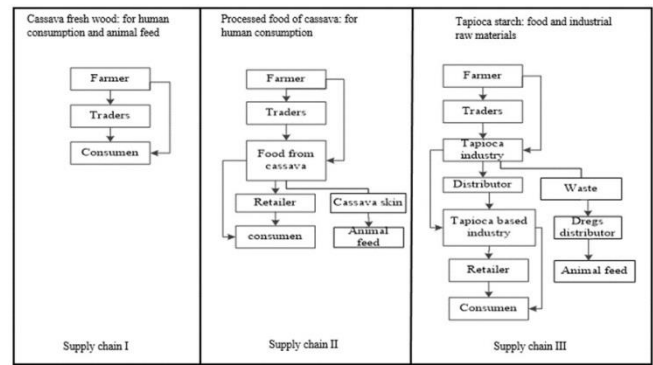 Cassava fresh wood: for human
consumption and animal feed
Farmer
Traders
Consumen
Supply chain I
Processed food of cassava: for
human consumption
Farmer
Traders
Food from
cassava
Retailer
Cassava skin
consumen
Animal
feed
Supply chain II
Tapioca starch: food and industrial
raw materials
Farmer
Traders
Tapioca
industry
Distributor
Waste
Tapioca based
industry
Dregs
distributor
Retailer
Animal feed
Consumen
Supply chain III